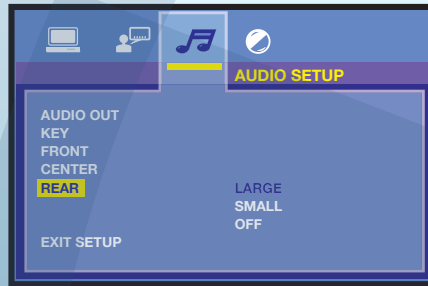 AUDIO SETUP
AUDIO OUT
KEY
FRONT
CENTER
REAR LARGE
SMALL
OFF
EXIT SETUP